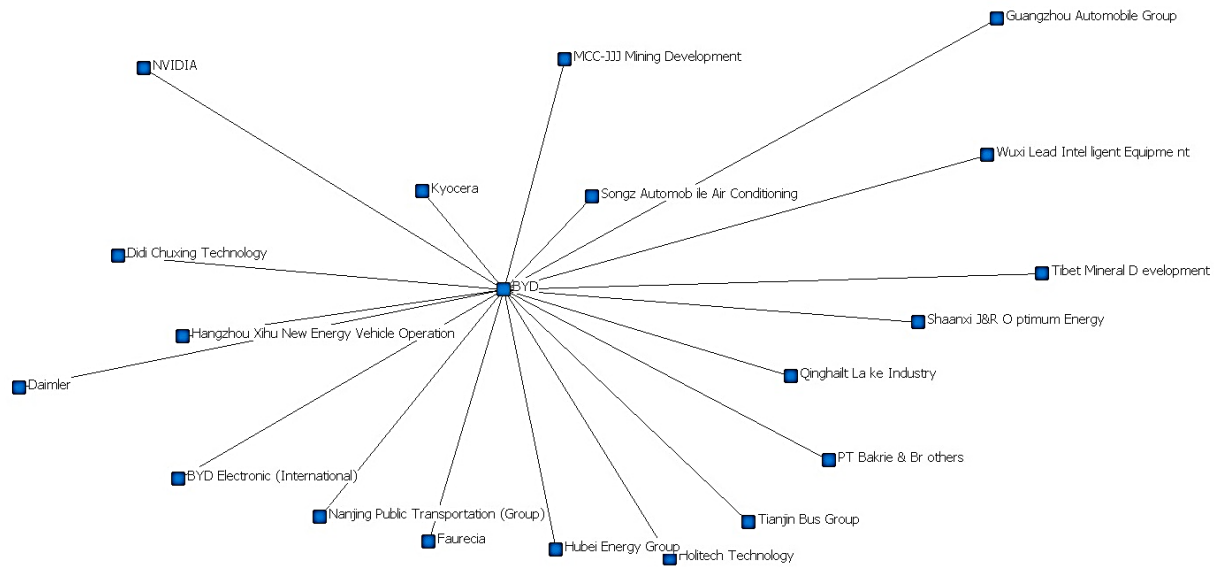 Guangzhou Automobile Group
MCC-JJJ Mining Development
NVIDIA
Wuxi Lead Intel ligent Equipme nt
Kyocera
Songz Automob ile Air Conditioning
Didi Chuxing Technology
Tibet Mineral D evelopment
BYD
Shaanxi J&R O ptimum Energy
Hangzhou Xihu New Energy Vehicle Operation
Qinghailt La ke Industry
Daimler
PT Bakrie & Br others
BYD Electronic (International)
Nanjing Public Transportation (Group)
Tianjin Bus Group
Faurecia
Hubei Energy Group
Holitech Technology